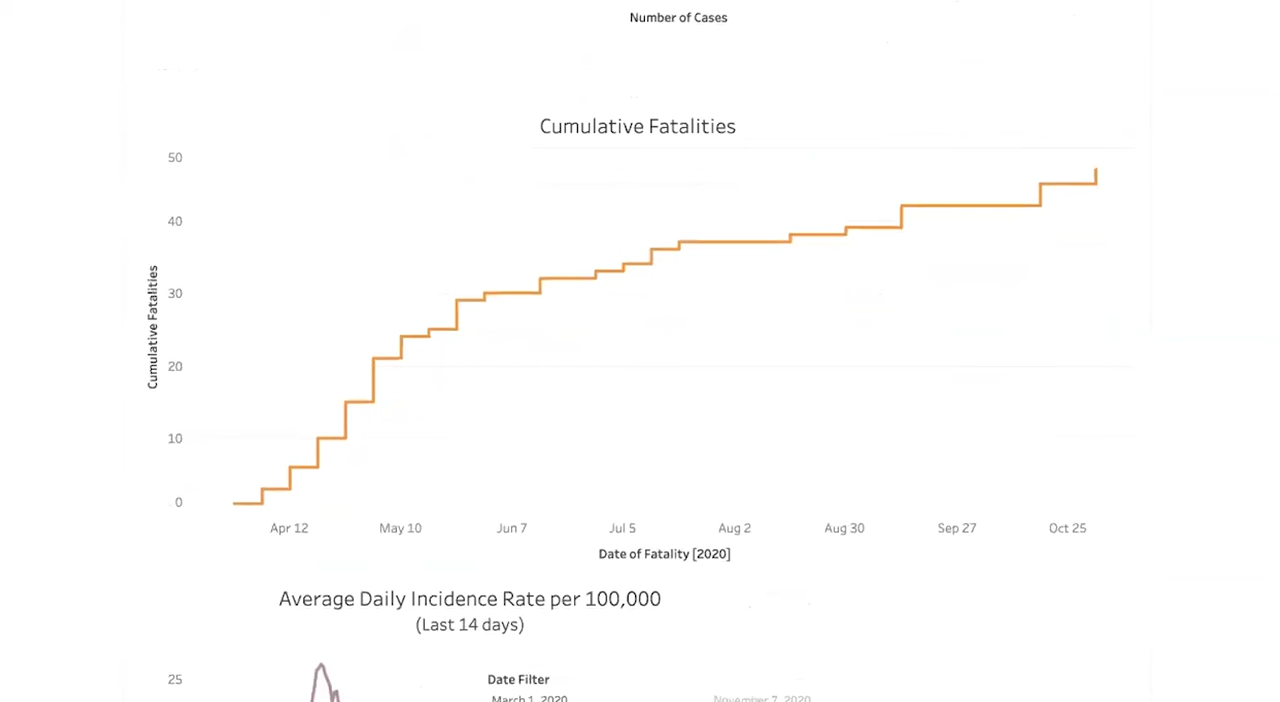 Number of Cases
Cumulative Fatalities
50
40
30
20
10
0
Cumulative Fatalities
Apr 12 May 10 Jun 7 Jul 5 Aug 2 Aug 30 Sep 27 Oct 25
Date of Fatality [2020]
Average Daily Incidence Rate per 100,000
(Last 14 days)
25
Date Filter
March 1, 2020 November 7, 2020